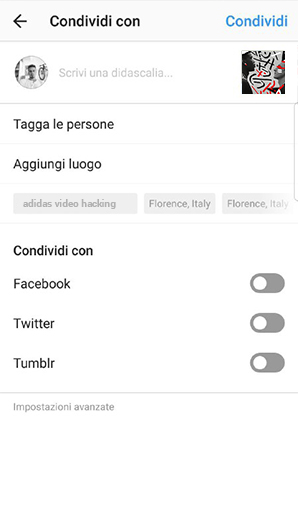 Condividi con Condividi
Scrivi una didascalia...
Tagga le persone
Aggiungi luogo
adidas video hacking Florence, Italy Florence, Italy
Condividi con
Facebook
Twitter
Tumblr
Impostazioni avanzate